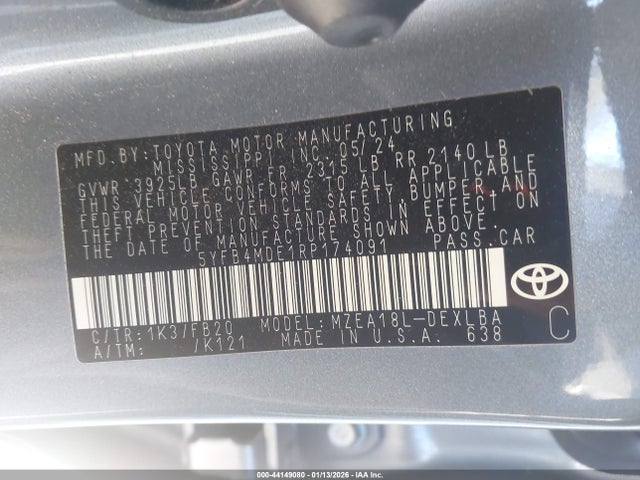 MFD. BY: TOYOTA MOTOR MANUFACTURING
MISSISSIPPI, INC. 05/24
GVWR 3925LB GAWR FR 2315 LB RR 2140 LB
THIS VEHICLE CONFORMS TO ALL APPLICABLE
FEDERAL MOTOR VEHICLE SAFETY, BUMPER, AND
THEFT PREVENTION STANDARDS IN EFFECT ON
THE DATE OF MANUFACTURE SHOWN ABOVE.
5YFB4MDE1RP174091 PASS.CAR
C/TR: 1K37FB20 MODEL: MZEA18L-DEXLBA
A/TM: /K121 MADE IN U.S.A. 638
C
000-44149080 - 01/13/2026 - IAA Inc.